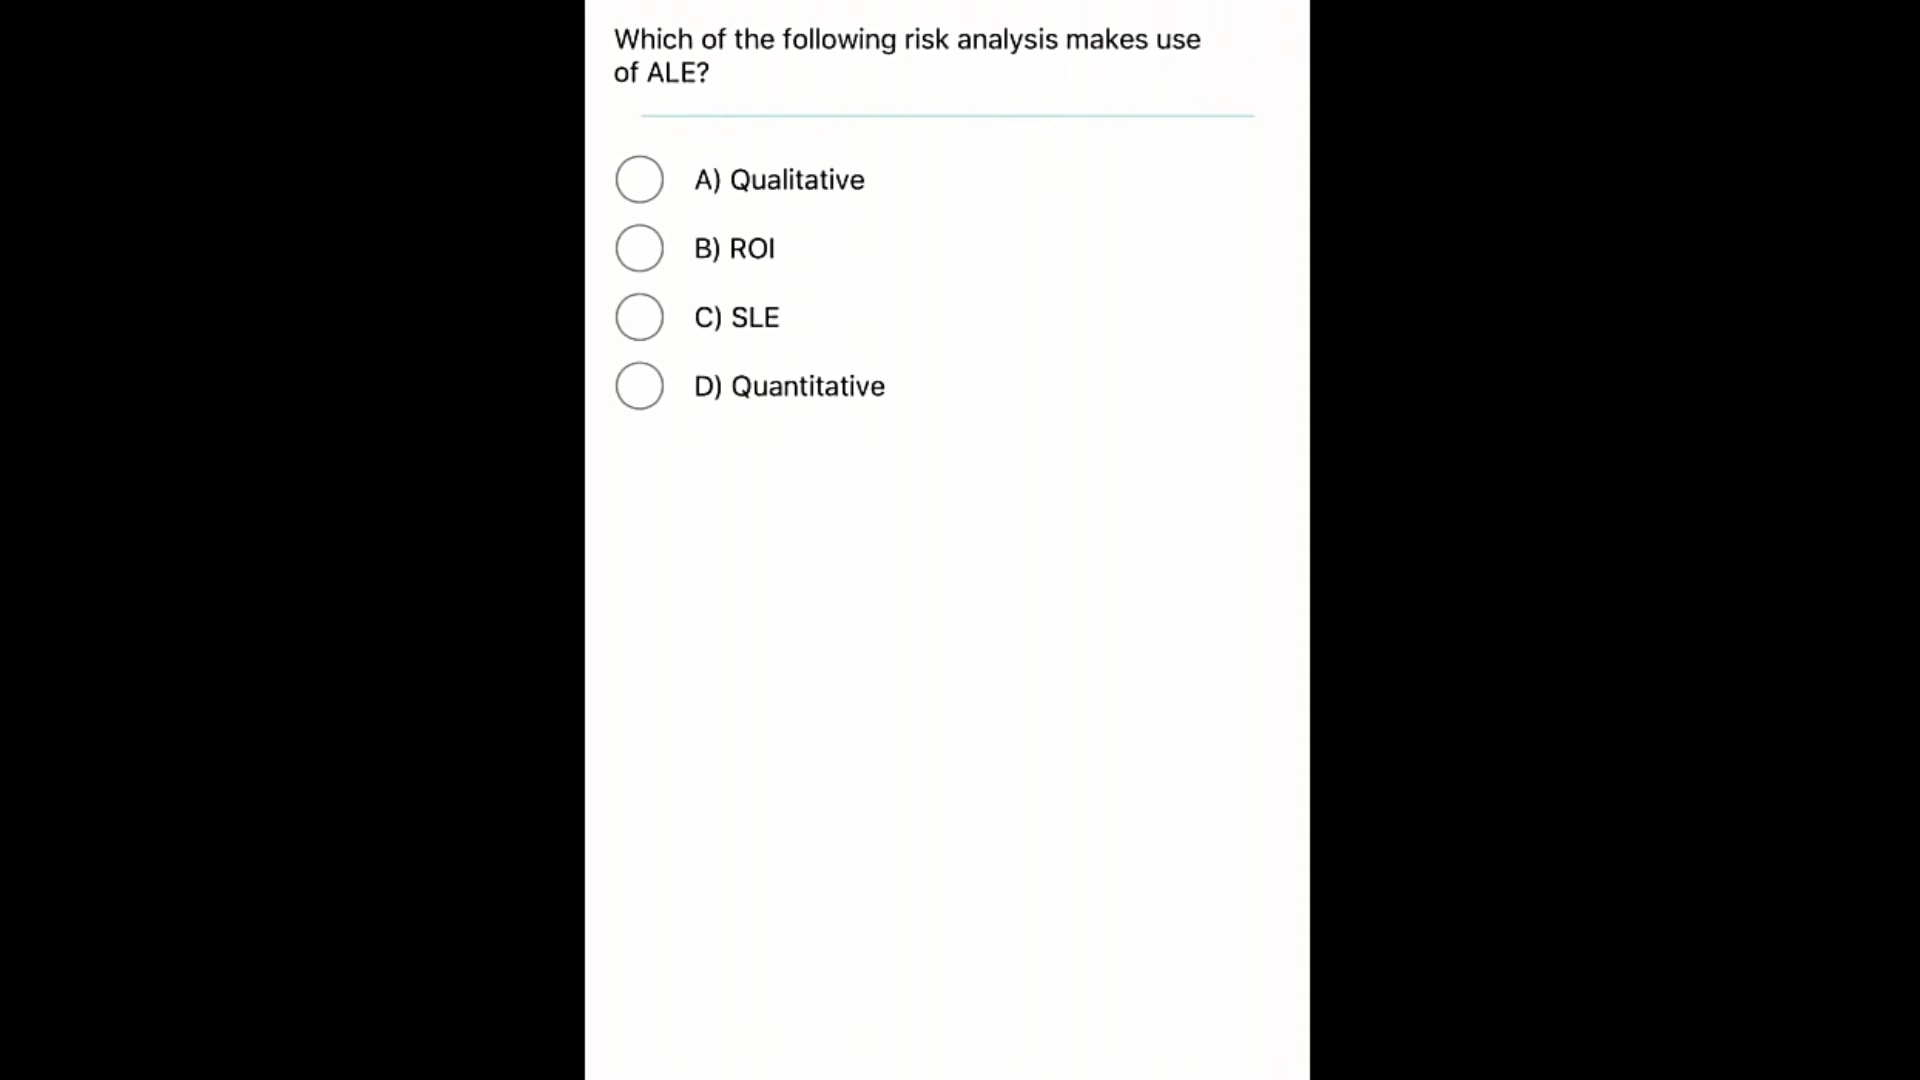 Which of the following risk analysis makes use
of ALE?
A) Qualitative
B) ROI
C) SLE
D) Quantitative